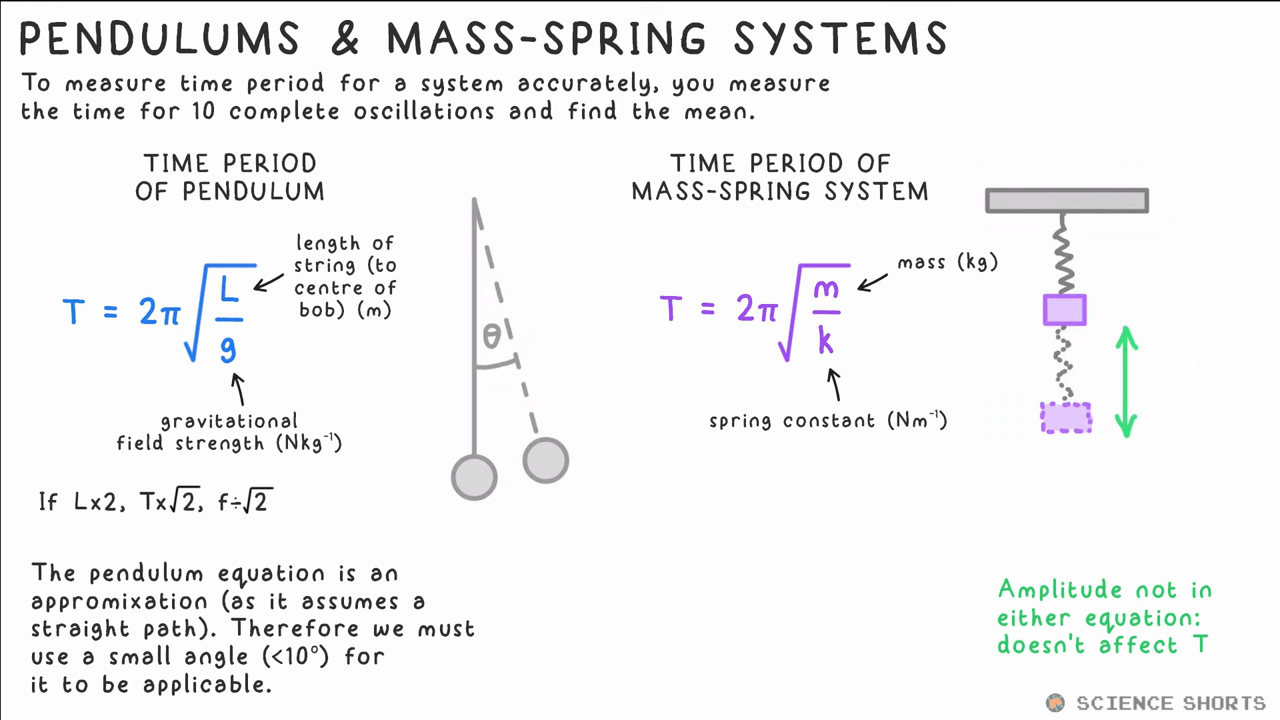 PENDULUMS & MASS-SPRING SYSTEMS
To measure time period for a system accurately, you measure
the time for 10 complete oscillations and find the mean.
TIME PERIOD
OF PENDULUM
length of
string (to
centre of
bob) (m)
T = 2π√(L/g)
gravitational
field strength (Nkg⁻¹)
If Lx2, Tx√2, f÷√2
The pendulum equation is an
appromixation (as it assumes a
straight path). Therefore we must
use a small angle (<10°) for
it to be applicable.
θ
TIME PERIOD OF
MASS-SPRING SYSTEM
mass (kg)
T = 2π√(m/k)
spring constant (Nm⁻¹)
Amplitude not in
either equation:
doesn't affect T
SCIENCE SHORTS